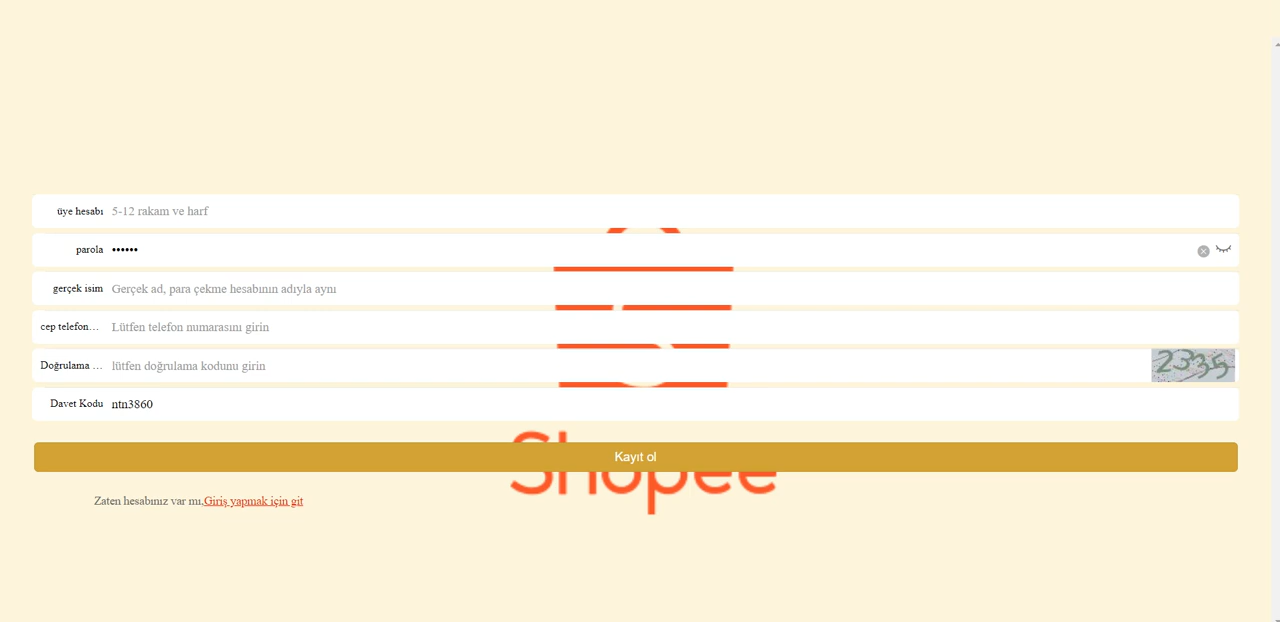 üye hesabı 5-12 rakam ve harf
parola ••••••
gerçek isim Gerçek ad, para çekme hesabının adıyla aynı
cep telefon… Lütfen telefon numarasını girin
Doğrulama … lütfen doğrulama kodunu girin 2335
Davet Kodu ntn3860
Kayıt ol
Shopee
Zaten hesabınız var mı,Giriş yapmak için git